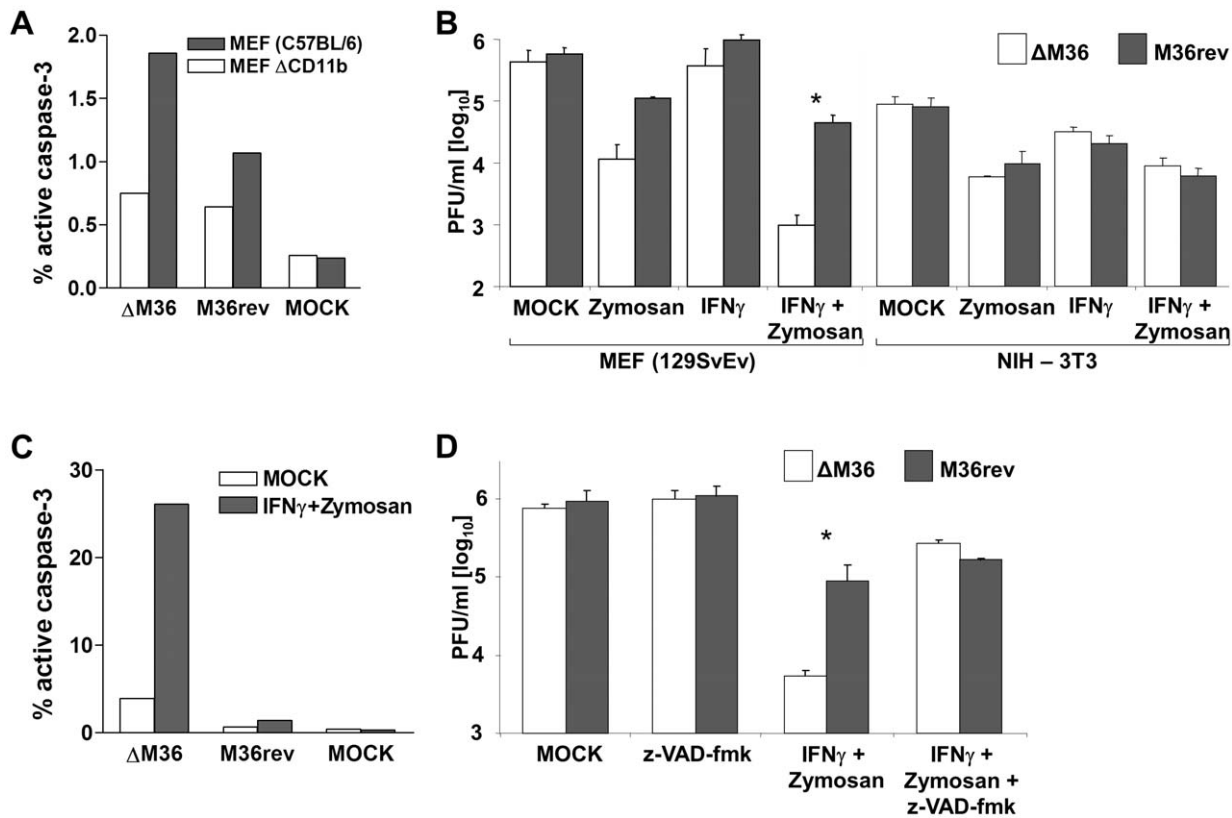 A
2.0
1.5
1.0
0.5
0
% active caspase-3
MEF (C57BL/6)
MEF ΔCD11b
ΔM36
M36rev
MOCK
B
6
5
4
3
2
PFU/ml [log10]
ΔM36
M36rev
*
MOCK
Zymosan
IFNγ
IFNγ +
Zymosan
MOCK
Zymosan
IFNγ
IFNγ +
Zymosan
MEF (129SvEv)
NIH – 3T3
C
30
20
10
0
% active caspase-3
MOCK
IFNγ+Zymosan
ΔM36
M36rev
MOCK
D
6
5
4
3
PFU/ml [log10]
ΔM36
M36rev
*
MOCK
z-VAD-fmk
IFNγ +
Zymosan
IFNγ +
Zymosan +
z-VAD-fmk